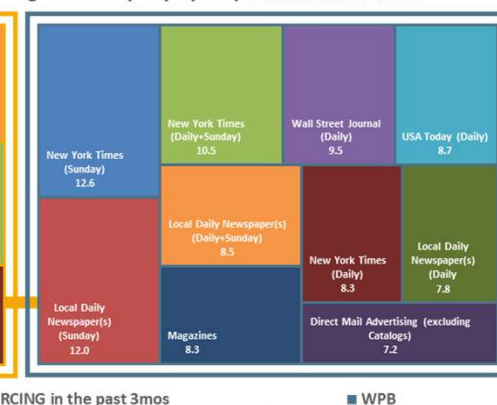 New York Times
(Sunday)
12.6
New York Times
(Daily+Sunday)
10.5
Wall Street Journal
(Daily)
9.5
USA Today (Daily)
8.7
Local Daily
Newspaper(s)
(Sunday)
12.0
Local Daily Newspaper(s)
(Daily+Sunday)
8.5
New York Times
(Daily)
8.3
Local Daily
Newspaper(s)
(Daily
7.8
Magazines
8.3
Direct Mail Advertising (excluding
Catalogs)
7.2
RCING in the past 3mos
WPB